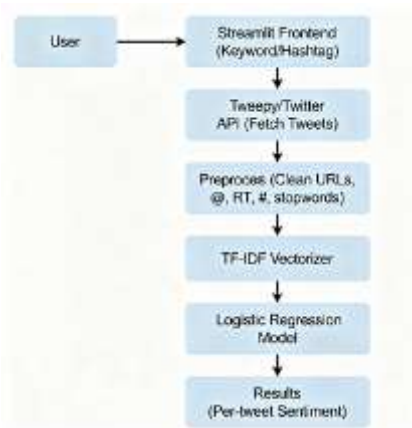 User
Streamlit Frontend
(Keyword/Hashtag)
Tweepy/Twitter
API (Fetch Tweets)
Preproces (Clean URLs,
@, RT, #, stopwords)
TF-IDF Vectorizer
Logistic Regression
Model
Results
(Per-tweet Sentiment)